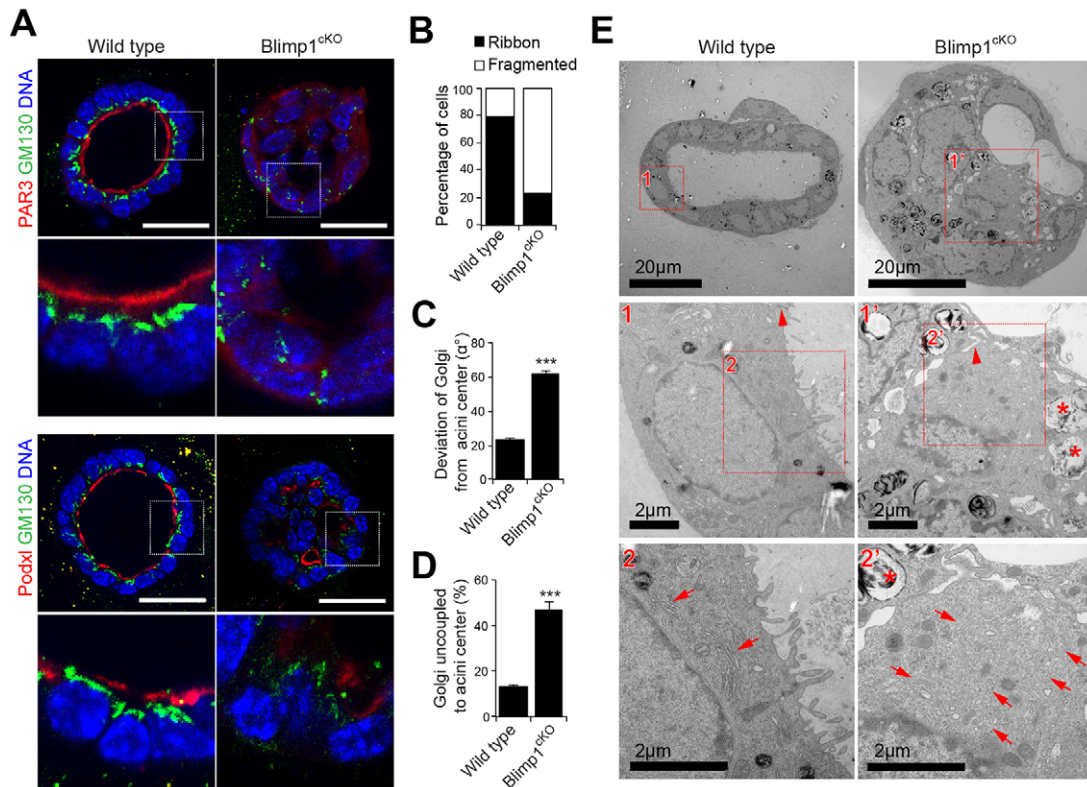 A
Wild type
Blimp1cKO
PAR3 GM130 DNA
Podxl GM130 DNA
B
Ribbon
Fragmented
Percentage of cells
100
80
60
40
20
0
Wild type
Blimp1cKO
C
Deviation of Golgi
from acini center (α°)
80
60
40
20
0
***
Wild type
Blimp1cKO
D
Golgi uncoupled
to acini center (%)
60
40
20
0
***
Wild type
Blimp1cKO
E
Wild type
Blimp1cKO
1
20µm
1'
20µm
1
2
2µm
1'
2'
*
*
2µm
2
2µm
2'
*
2µm